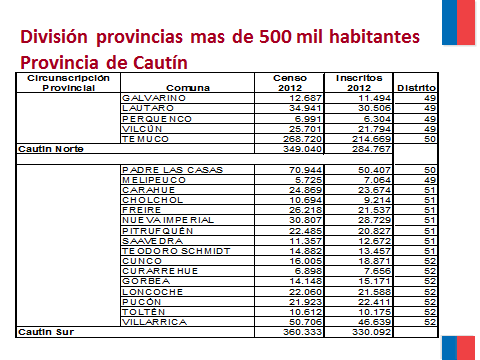 División provincias mas de 500 mil habitantes
Provincia de Cautín
Circunscripción Provincial Comuna Censo 2012 Inscritos 2012 Distrito
GALVARINO 12.687 11.494 49
LAUTARO 34.941 30.506 49
PERQUENCO 6.991 6.304 49
VILCÚN 25.701 21.794 49
TEMUCO 268.720 214.669 50
Cautín Norte 349.040 284.767
PADRE LAS CASAS 70.944 50.407 50
MELIPEUCO 5.725 7.064 49
CARAHUE 24.869 23.674 51
CHOLCHOL 10.694 9.214 51
FREIRE 26.218 21.537 51
NUEVA IMPERIAL 30.807 28.729 51
PITRUFQUÉN 22.485 20.827 51
SAAVEDRA 11.357 12.672 51
TEODORO SCHMIDT 14.882 13.457 51
CUNCO 16.005 18.871 52
CURARREHUE 6.898 7.656 52
GORBEA 14.148 15.171 52
LONCOCHE 22.060 21.588 52
PUCÓN 21.923 22.411 52
TOLTÉN 10.612 10.175 52
VILLARRICA 50.706 46.639 52
Cautín Sur 360.333 330.092